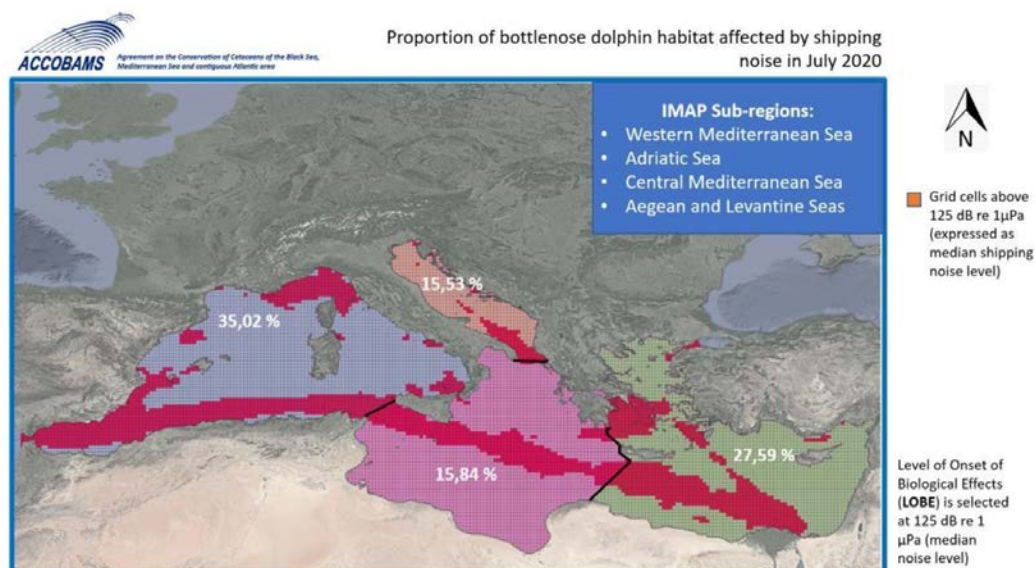 ACCOBAMS
Agreement on the Conservation of Cetaceans of the Black Sea,
Mediterranean Sea and contiguous Atlantic area
Proportion of bottlenose dolphin habitat affected by shipping
noise in July 2020
IMAP Sub-regions:
• Western Mediterranean Sea
• Adriatic Sea
• Central Mediterranean Sea
• Aegean and Levantine Seas
N
Grid cells above
125 dB re 1µPa
(expressed as
median shipping
noise level)
15,53 %
35,02 %
27,59 %
15,84 %
Level of Onset of
Biological Effects
(LOBE) is selected
at 125 dB re 1
µPa (median
noise level)